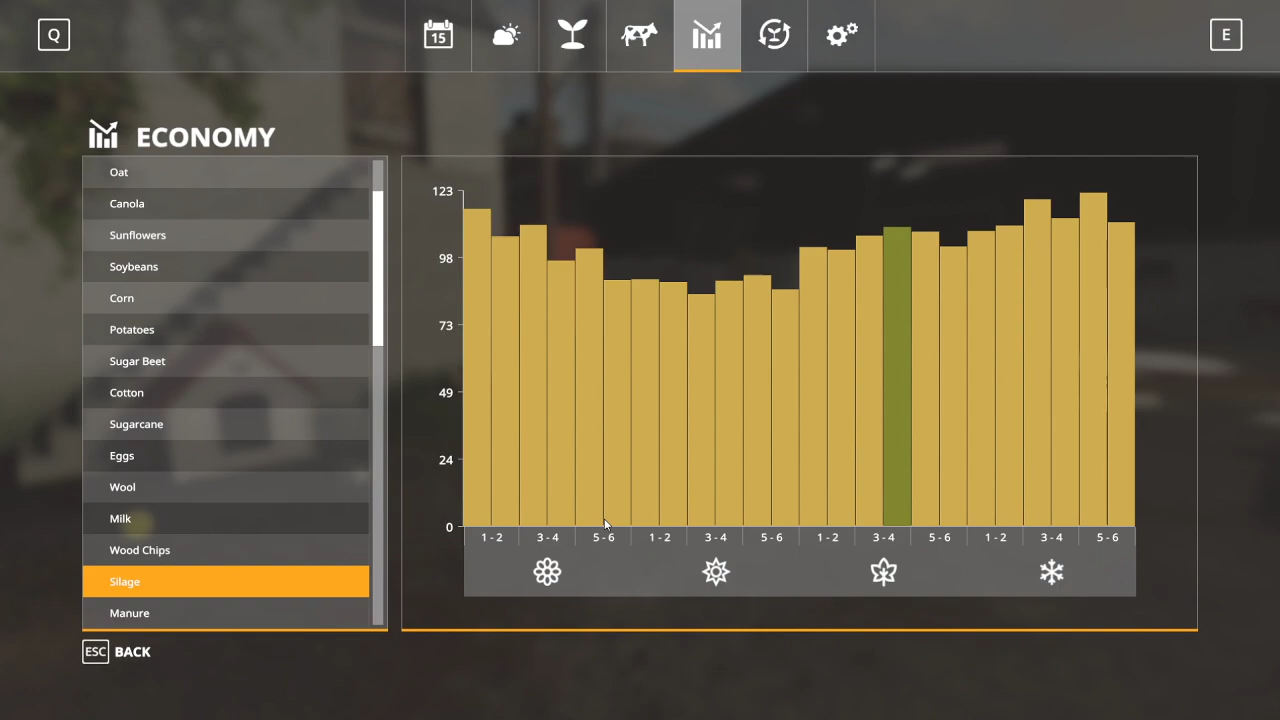 Q
15
E
ECONOMY
Oat
Canola
Sunflowers
Soybeans
Corn
Potatoes
Sugar Beet
Cotton
Sugarcane
Eggs
Wool
Milk
Wood Chips
Silage
Manure
123
98
73
49
24
0
1 - 2 3 - 4 5 - 6 1 - 2 3 - 4 5 - 6 1 - 2 3 - 4 5 - 6 1 - 2 3 - 4 5 - 6
ESC BACK